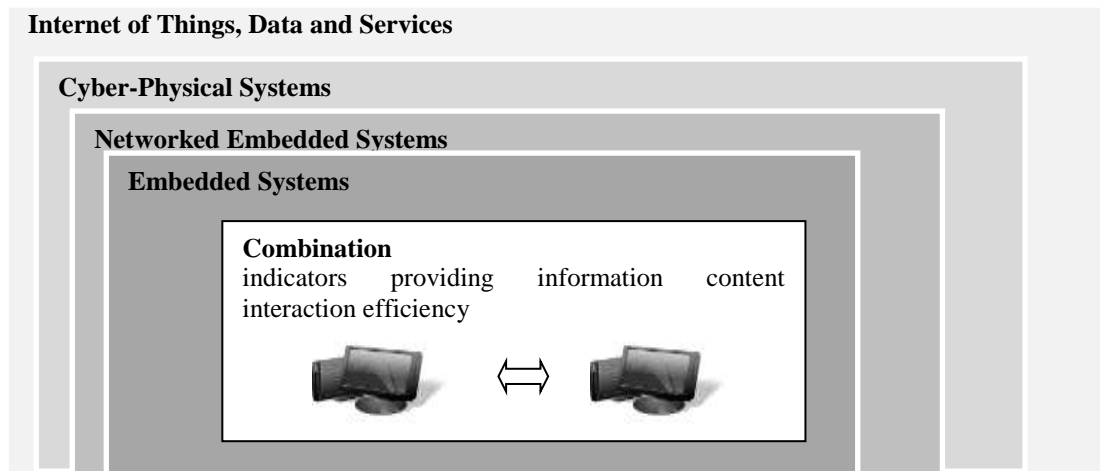 Internet of Things, Data and Services
Cyber-Physical Systems
Networked Embedded Systems
Embedded Systems
Combination
indicators providing information content
interaction efficiency